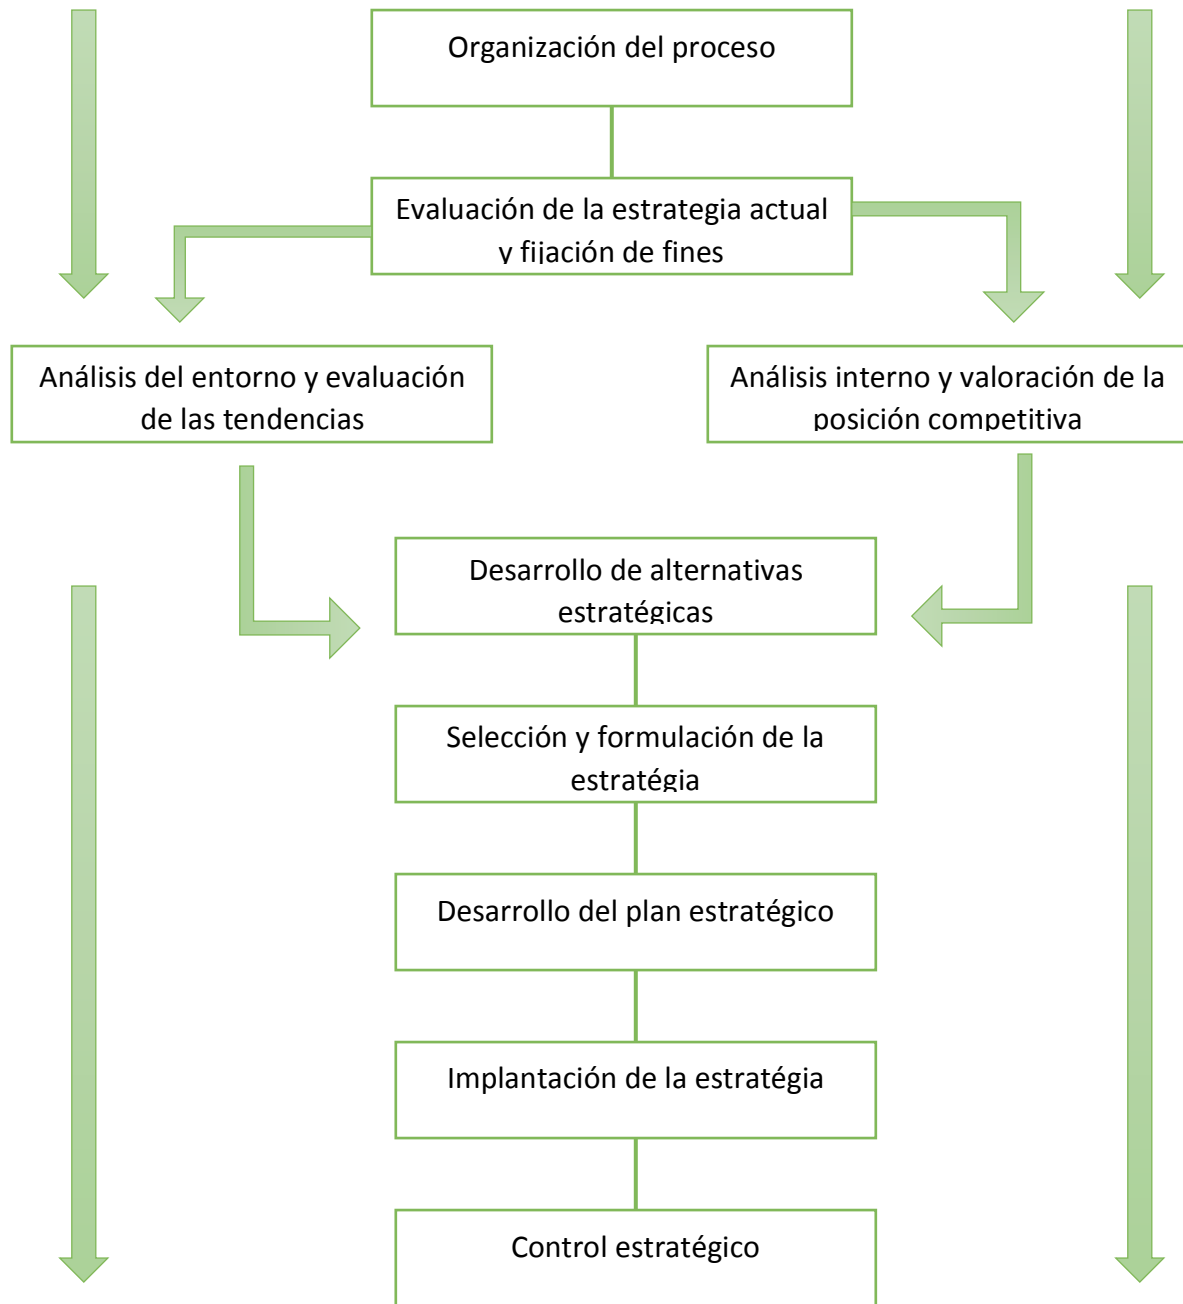 Organización del proceso
Evaluación de la estrategia actual
y fijación de fines
Análisis del entorno y evaluación
de las tendencias
Análisis interno y valoración de la
posición competitiva
Desarrollo de alternativas
estratégicas
Selección y formulación de la
estratégia
Desarrollo del plan estratégico
Implantación de la estratégia
Control estratégico